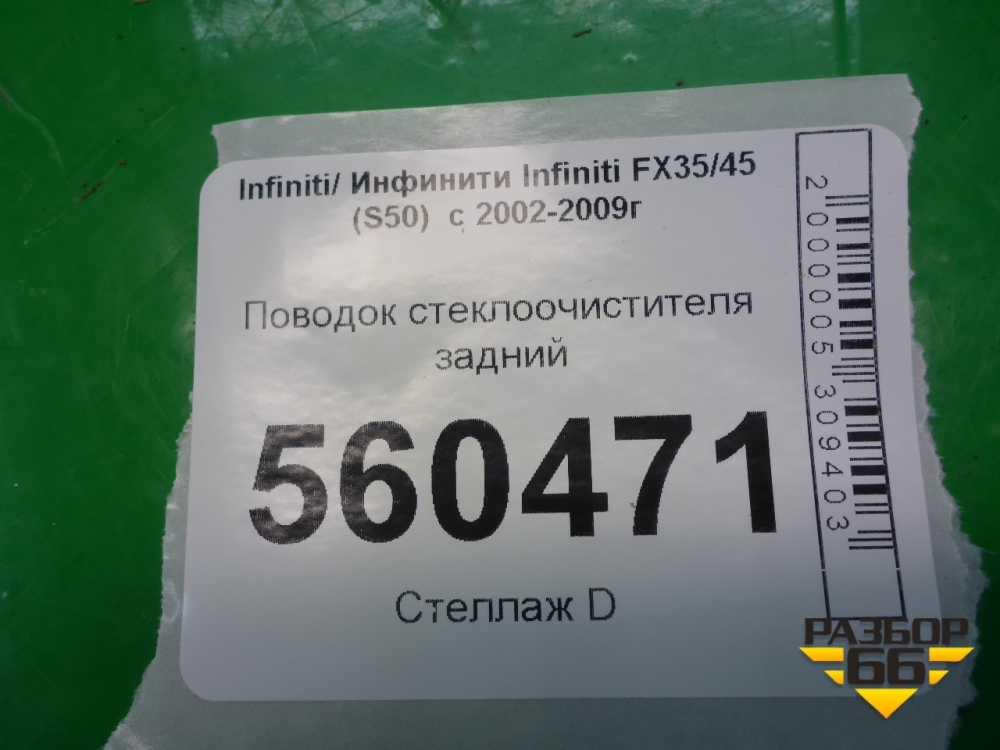 Infiniti/ Инфинити Infiniti FX35/45
(S50) с 2002-2009г
Поводок стеклоочистителя
задний
560471
Стеллаж D
2000005309403
РАЗБОР
66